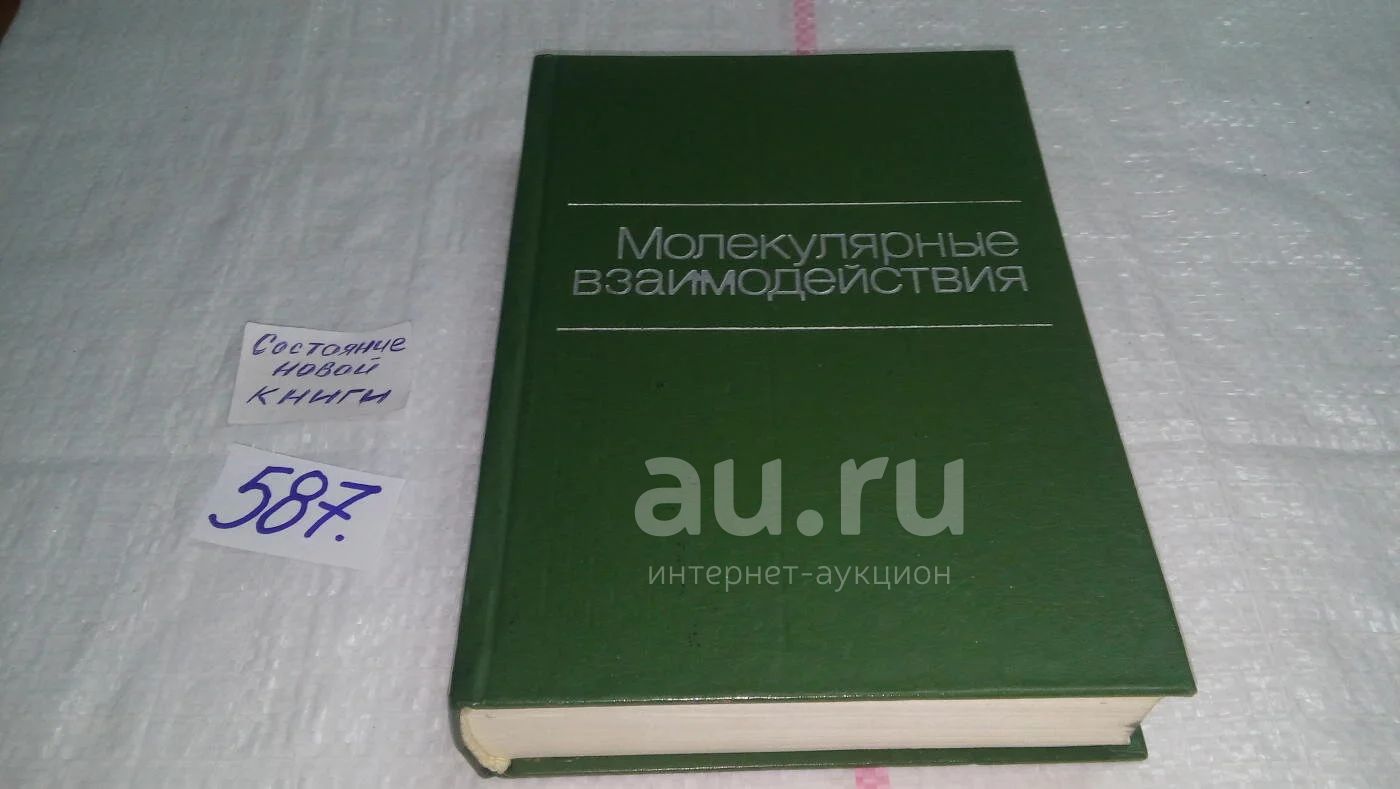 Молекулярные
взаимодействия
Состояние
новой
книги
587.
au.ru
интернет-аукцион